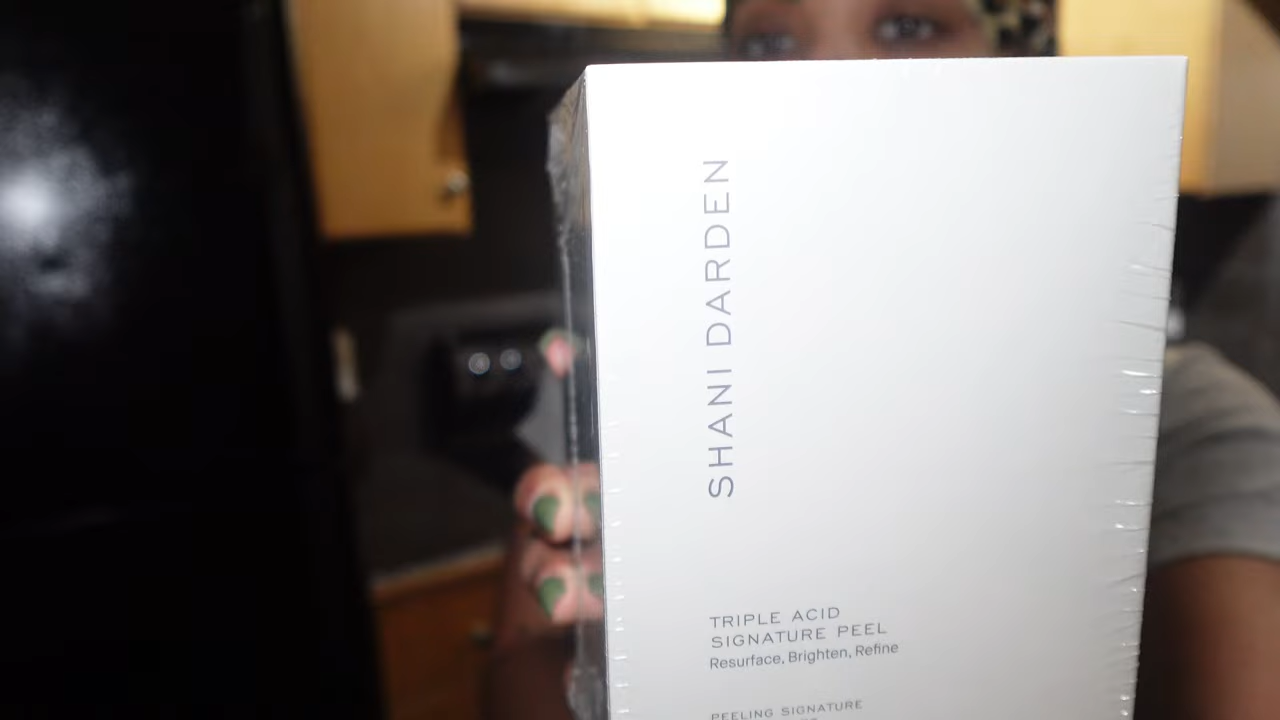 SHANI DARDEN
TRIPLE ACID
SIGNATURE PEEL
Resurface, Brighten, Refine
PEELING SIGNATURE